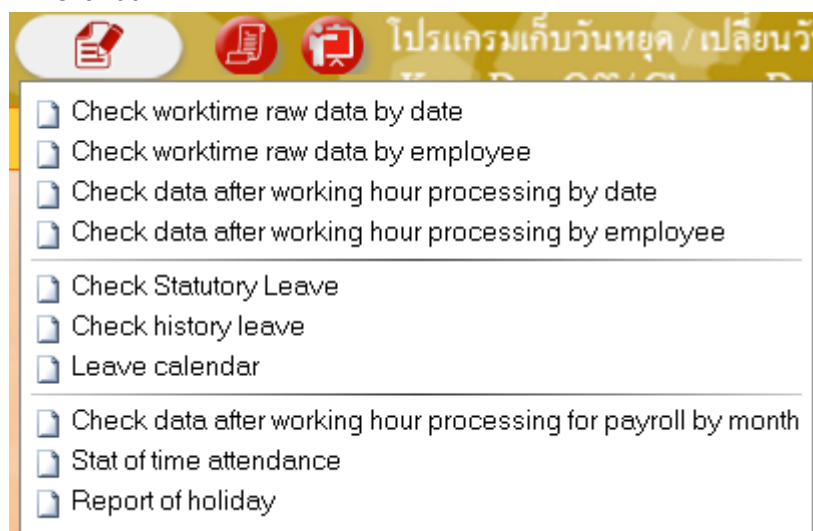 โปรแกรมเก็บวันหยุด / เปลี่ยนวั
Check worktime raw data by date
Check worktime raw data by employee
Check data after working hour processing by date
Check data after working hour processing by employee
Check Statutory Leave
Check history leave
Leave calendar
Check data after working hour processing for payroll by month
Stat of time attendance
Report of holiday